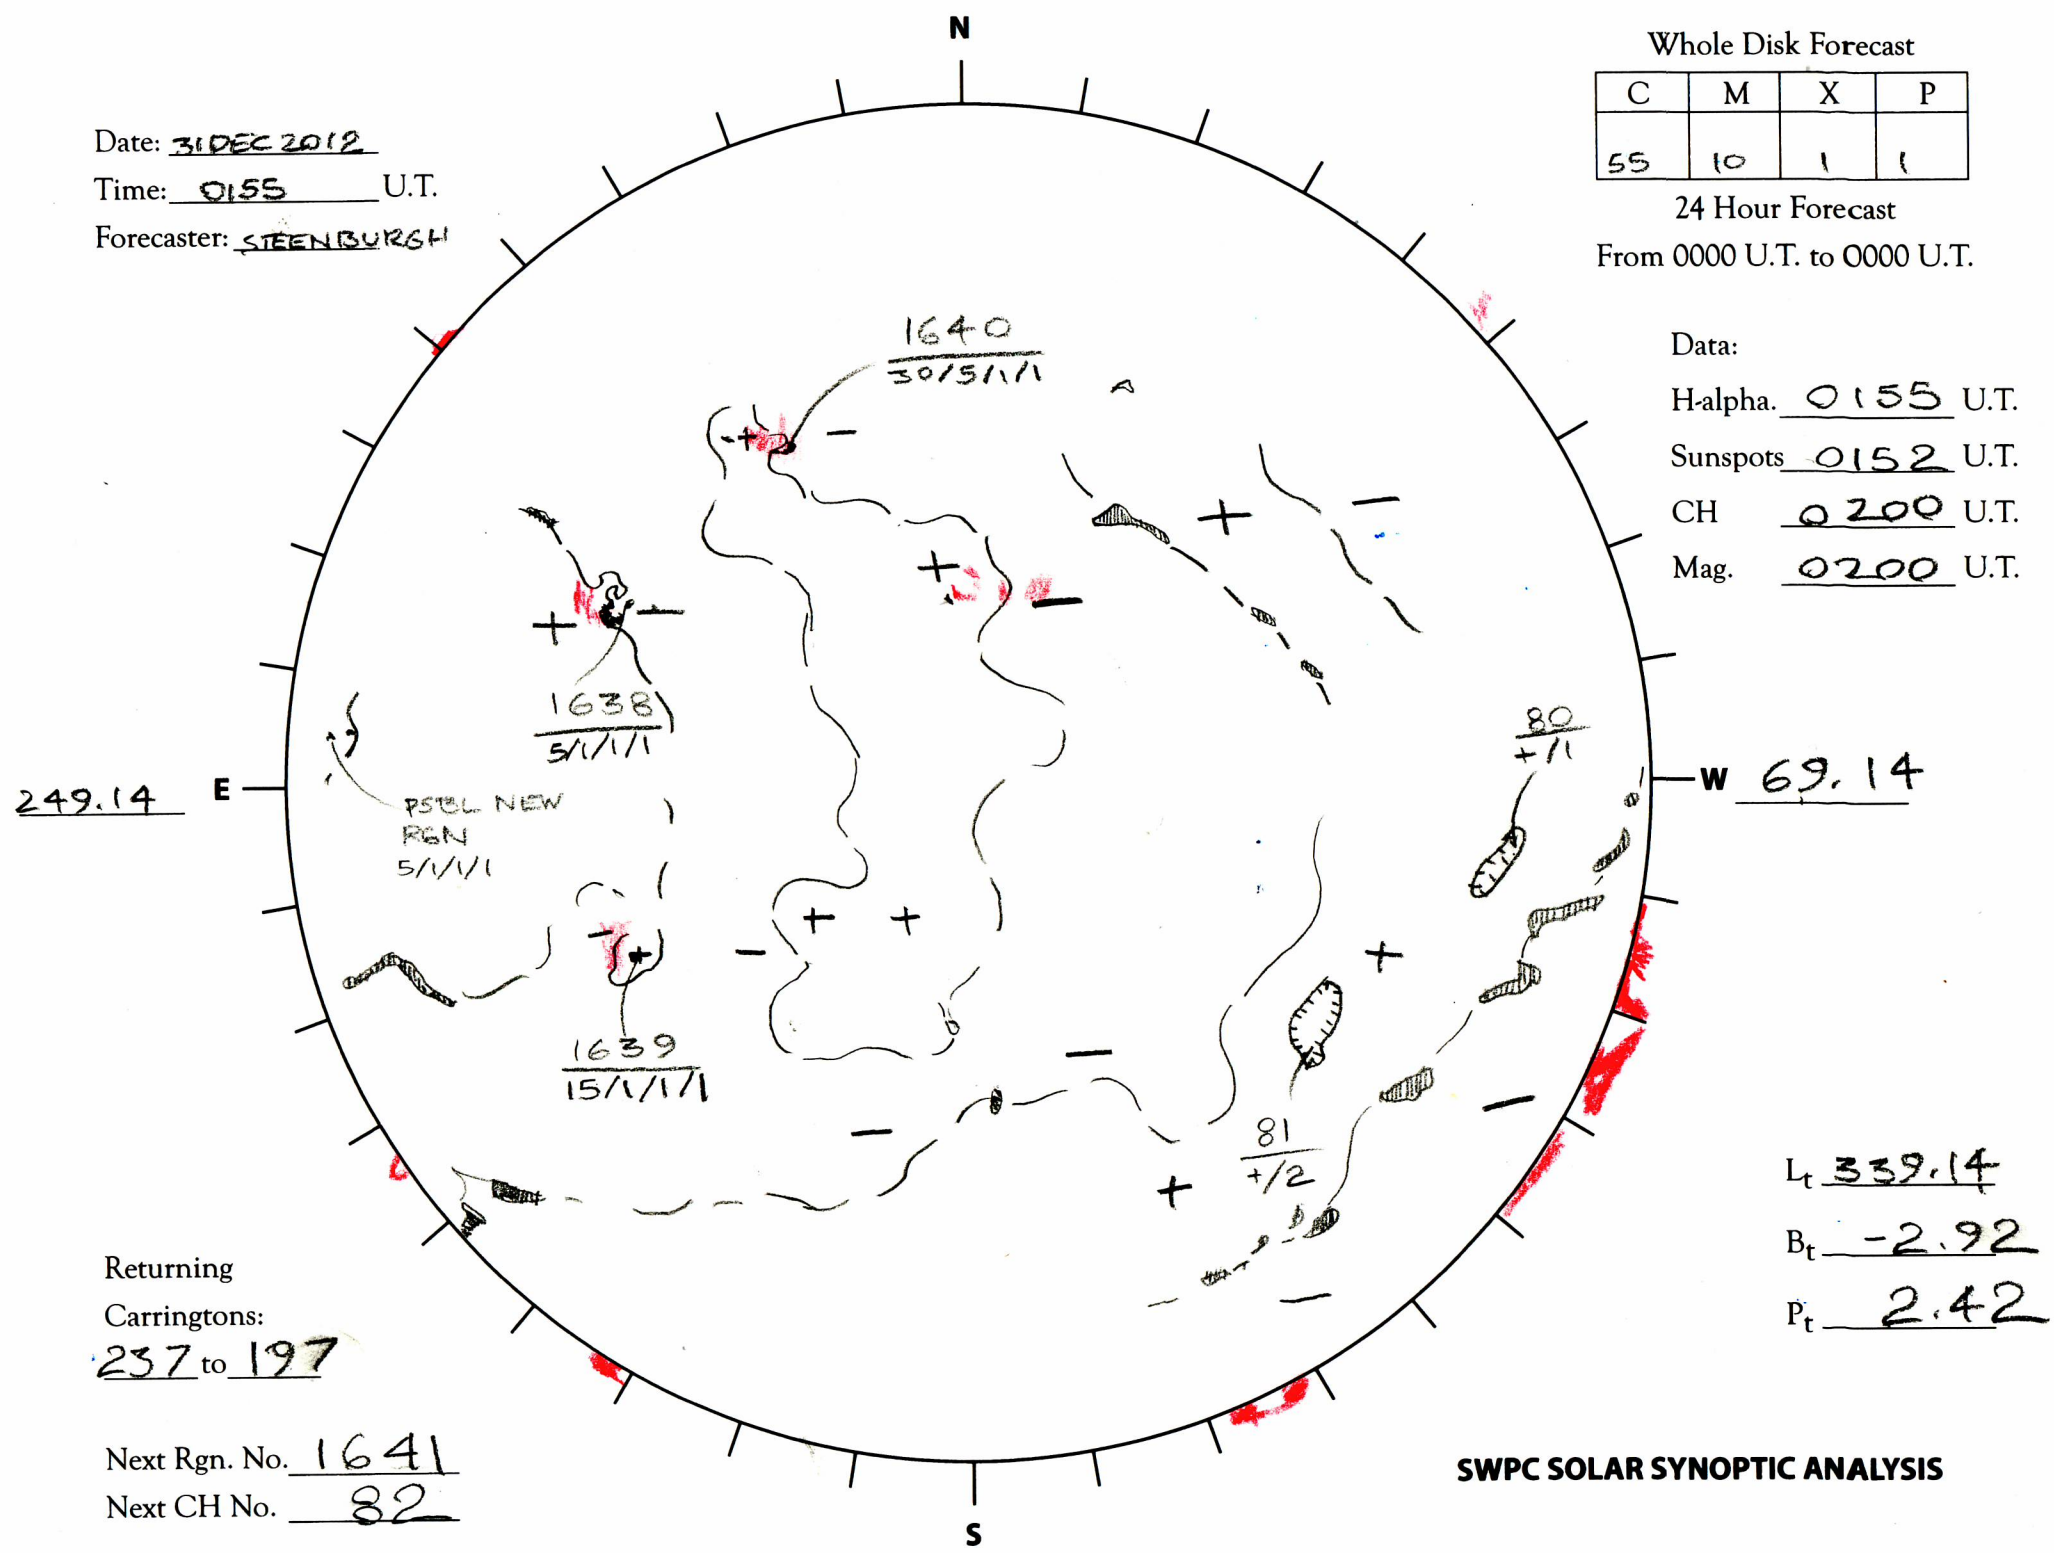 N
Whole Disk Forecast
C M X P
55 10 1 1
24 Hour Forecast
From 0000 U.T. to 0000 U.T.
Date: 31DEC2012
Time: 0155 U.T.
Forecaster: STEENBURGH
Data:
H-alpha. 0155 U.T.
Sunspots 0152 U.T.
CH 0200 U.T.
Mag. 0200 U.T.
1640
30/5/1/1
1638
5/1/1/1
80
+/1
249.14 E
W 69.14
PSBL NEW
RGN
5/1/1/1
1639
15/1/1/1
81
+/2
Lt 339.14
Bt -2.92
Pt 2.42
Returning
Carringtons:
237 to 197
Next Rgn. No. 1641
Next CH No. 82
SWPC SOLAR SYNOPTIC ANALYSIS
S